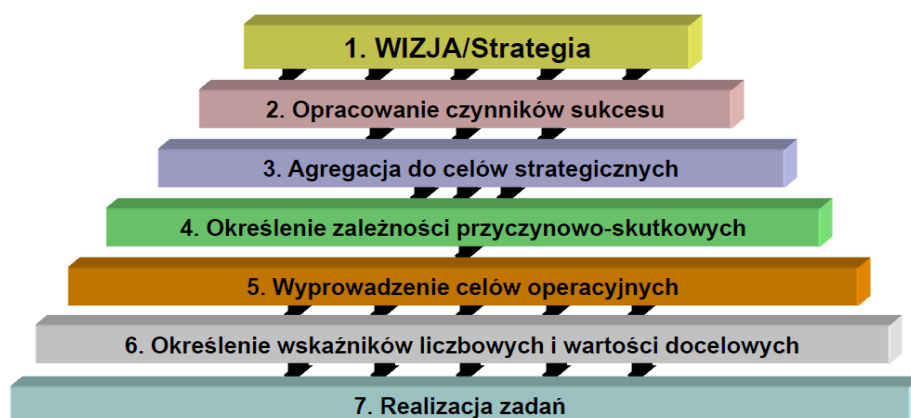 1. WIZJA/Strategia
2. Opracowanie czynników sukcesu
3. Agregacja do celów strategicznych
4. Określenie zależności przyczynowo-skutkowych
5. Wyprowadzenie celów operacyjnych
6. Określenie wskaźników liczbowych i wartości docelowych
7. Realizacja zadań